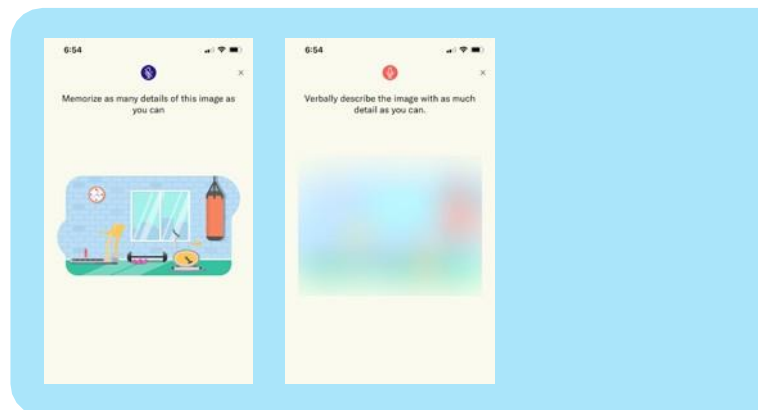 6:54
Memorize as many details of this image as
you can
6:54
Verbally describe the image with as much
detail as you can.